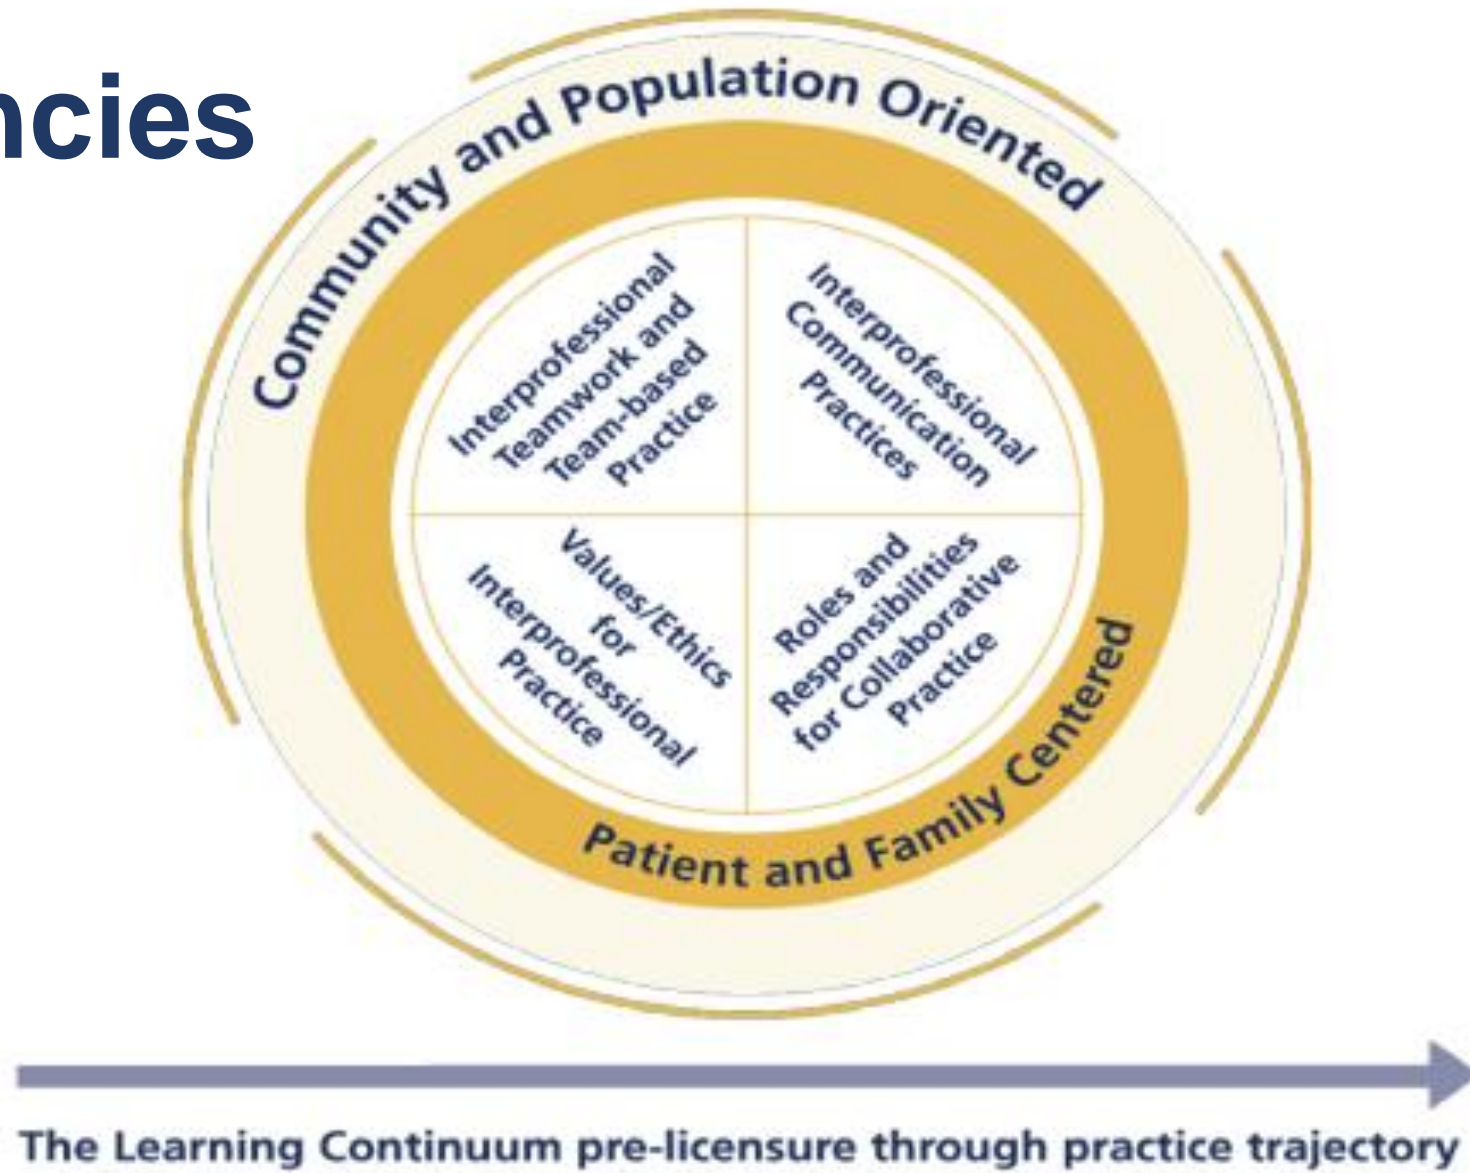 ncies
Community and Population Oriented
Interprofessional
Teamwork and
Team-based
Practice
Interprofessional
Communication
Practices
Values/Ethics
for
Interprofessional
Practice
Roles and
Responsibilities
for Collaborative
Practice
Patient and Family Centered
The Learning Continuum pre-licensure through practice trajectory